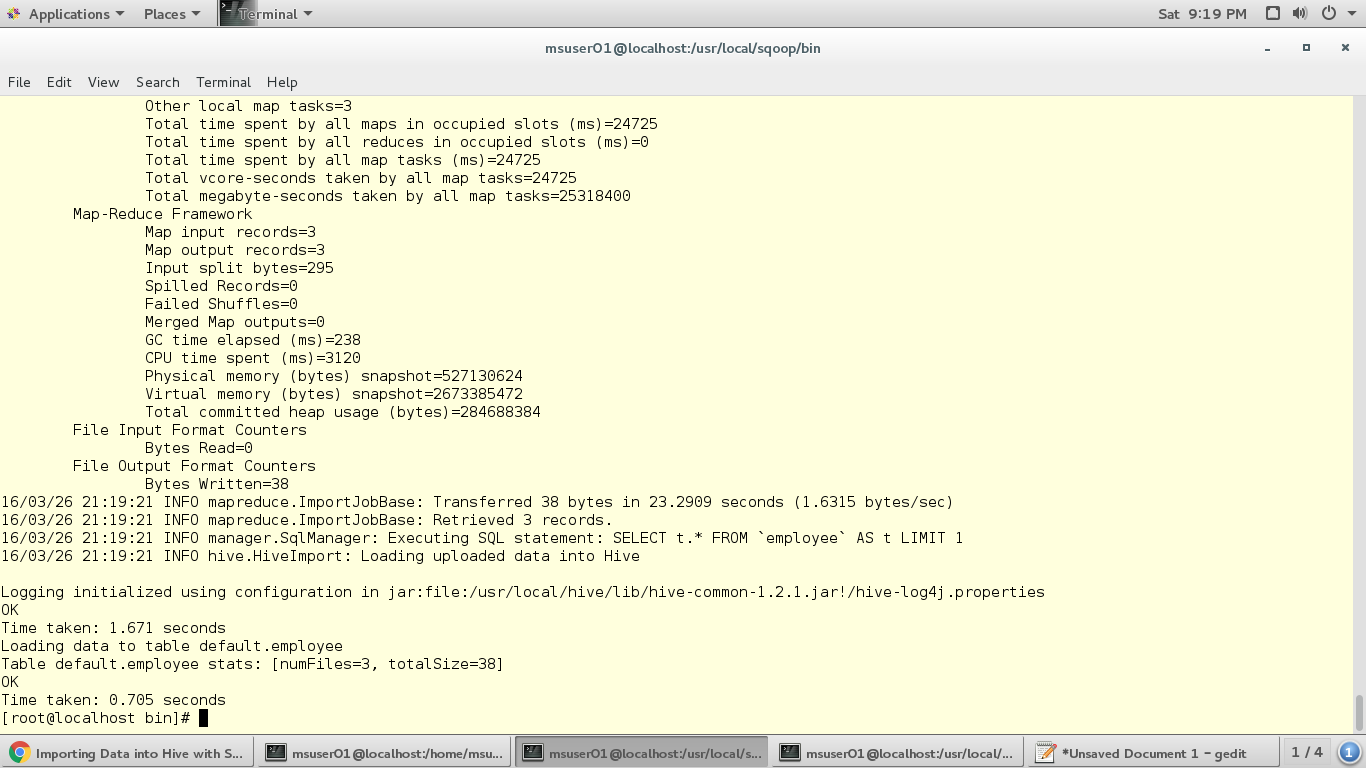 Applications Places Terminal Sat 9:19 PM
msuser01@localhost:/usr/local/sqoop/bin
File Edit View Search Terminal Help
Other local map tasks=3
Total time spent by all maps in occupied slots (ms)=24725
Total time spent by all reduces in occupied slots (ms)=0
Total time spent by all map tasks (ms)=24725
Total vcore-seconds taken by all map tasks=24725
Total megabyte-seconds taken by all map tasks=25318400
Map-Reduce Framework
Map input records=3
Map output records=3
Input split bytes=295
Spilled Records=0
Failed Shuffles=0
Merged Map outputs=0
GC time elapsed (ms)=238
CPU time spent (ms)=3120
Physical memory (bytes) snapshot=527130624
Virtual memory (bytes) snapshot=2673385472
Total committed heap usage (bytes)=284688384
File Input Format Counters
Bytes Read=0
File Output Format Counters
Bytes Written=38
16/03/26 21:19:21 INFO mapreduce.ImportJobBase: Transferred 38 bytes in 23.2909 seconds (1.6315 bytes/sec)
16/03/26 21:19:21 INFO mapreduce.ImportJobBase: Retrieved 3 records.
16/03/26 21:19:21 INFO manager.SqlManager: Executing SQL statement: SELECT t.* FROM `employee` AS t LIMIT 1
16/03/26 21:19:21 INFO hive.HiveImport: Loading uploaded data into Hive
Logging initialized using configuration in jar:file:/usr/local/hive/lib/hive-common-1.2.1.jar!/hive-log4j.properties
OK
Time taken: 1.671 seconds
Loading data to table default.employee
Table default.employee stats: [numFiles=3, totalSize=38]
OK
Time taken: 0.705 seconds
[root@localhost bin]#
Importing Data into Hive with S... msuser01@localhost:/home/msu... msuser01@localhost:/usr/local/s... msuser01@localhost:/usr/local/... *Unsaved Document 1 - gedit 1 / 4 1